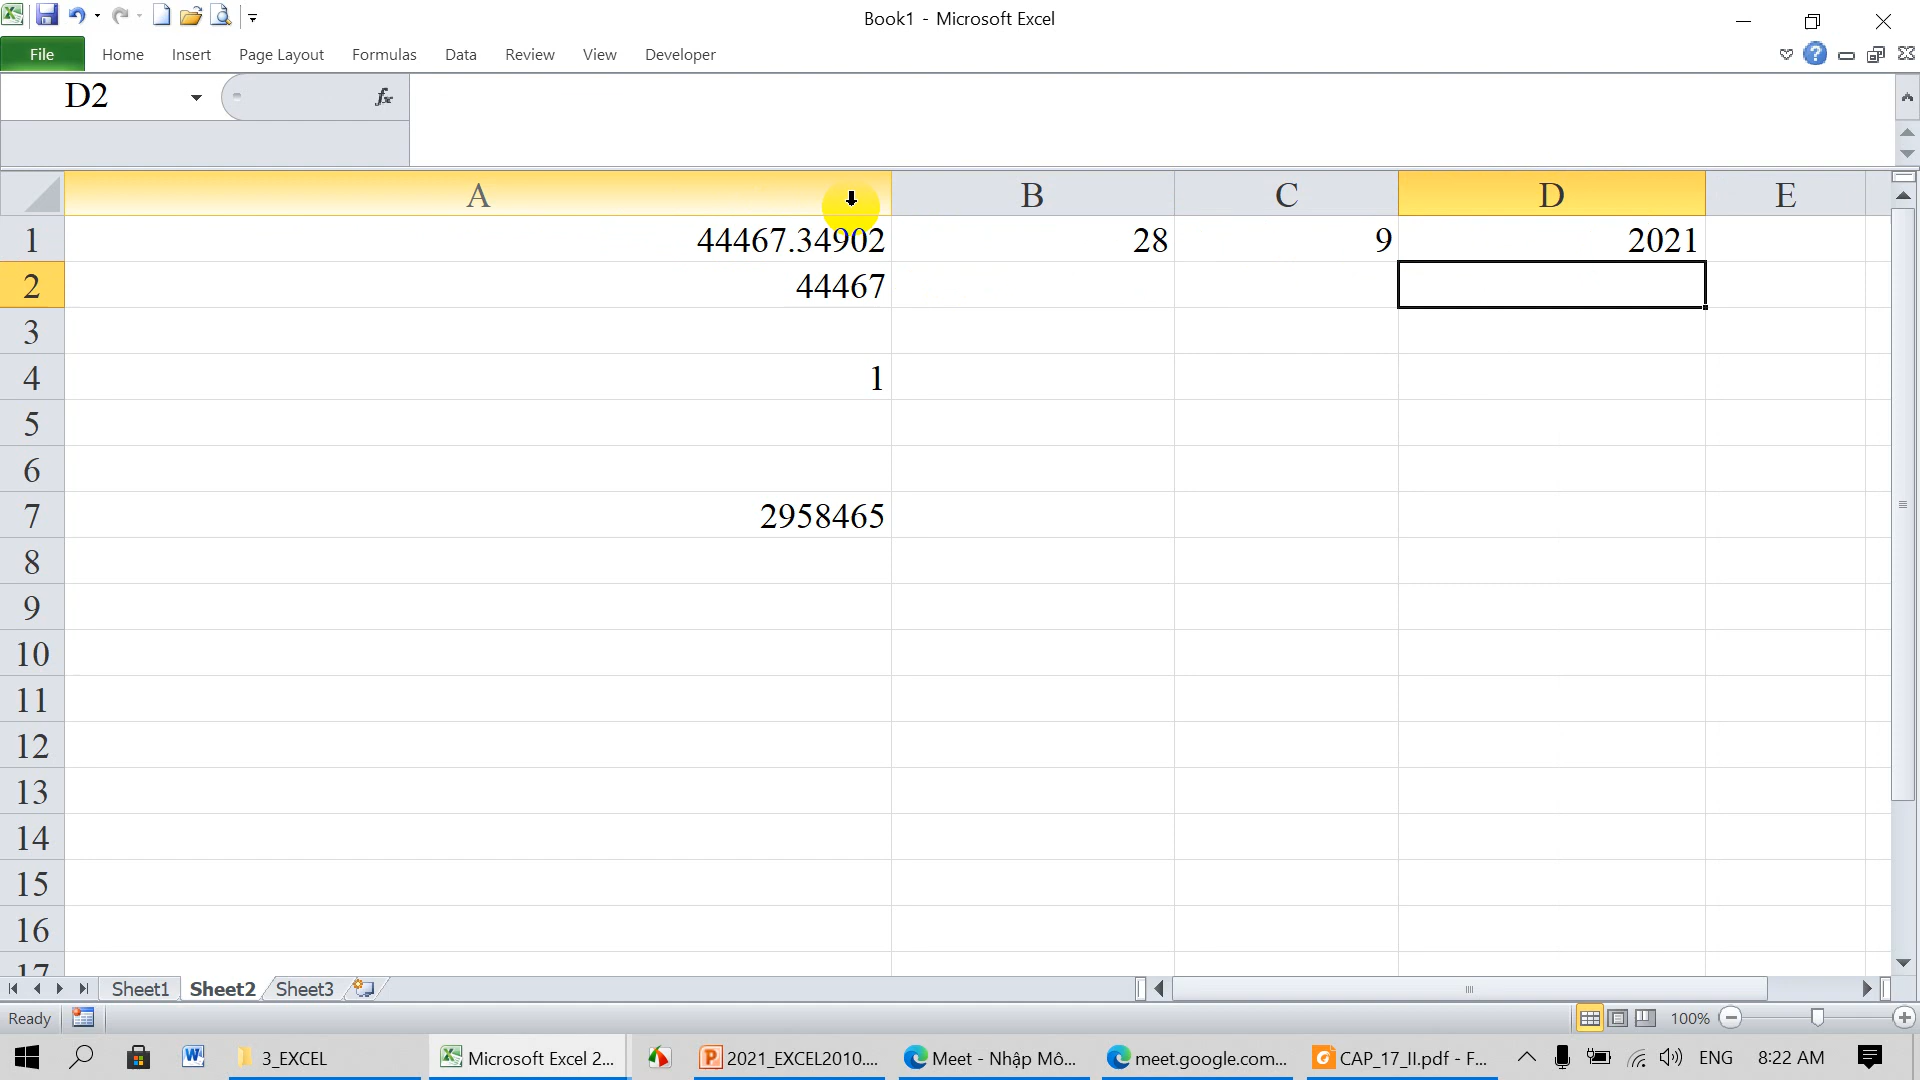 Book1 - Microsoft Excel
File Home Insert Page Layout Formulas Data Review View Developer
D2 fx
A B C D E
1 44467.34902 28 9 2021
2 44467
3
4 1
5
6
7 2958465
8
9
10
11
12
13
14
15
16
17
Sheet1 Sheet2 Sheet3
Ready 100%
3_EXCEL Microsoft Excel 2... 2021_EXCEL2010.... Meet - Nhập Mô... meet.google.com... CAP_17_II.pdf - F... ENG 8:22 AM